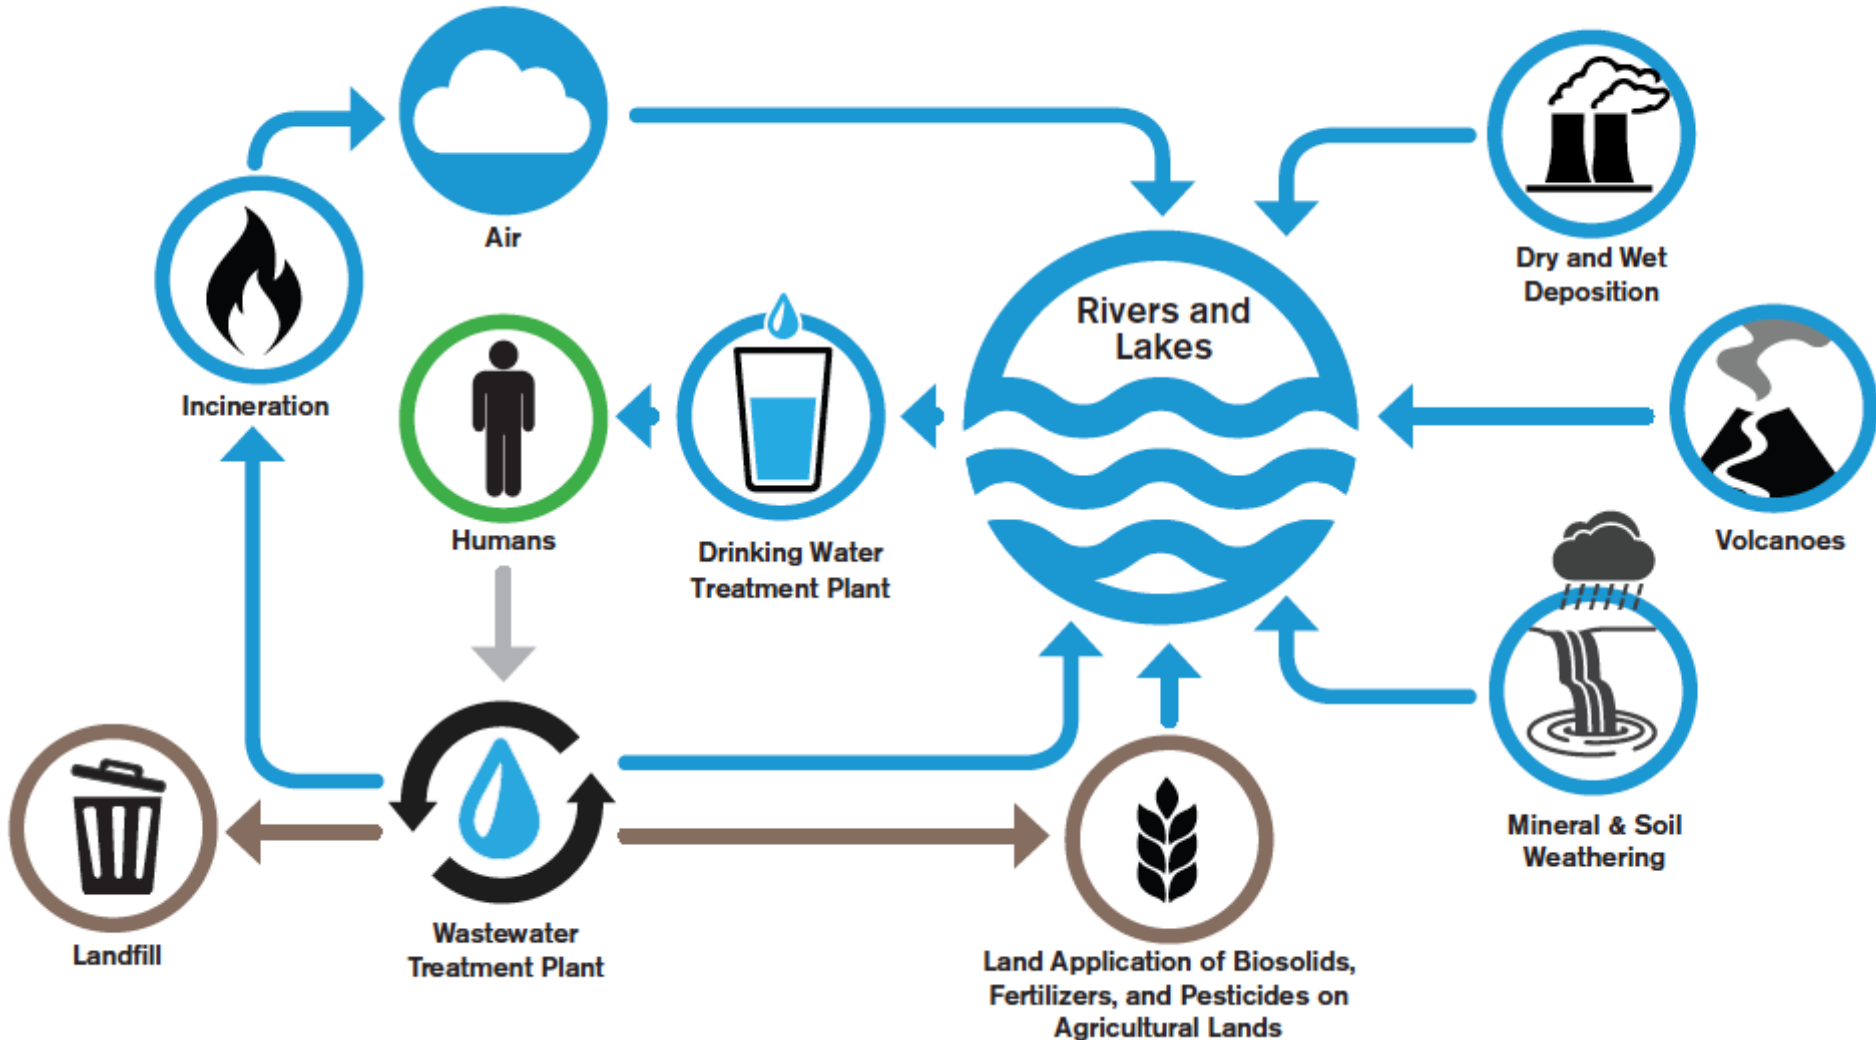 Air
Dry and Wet
Deposition
Rivers and
Lakes
Incineration
Humans
Drinking Water
Treatment Plant
Volcanoes
Mineral & Soil
Weathering
Landfill
Wastewater
Treatment Plant
Land Application of Biosolids,
Fertilizers, and Pesticides on
Agricultural Lands